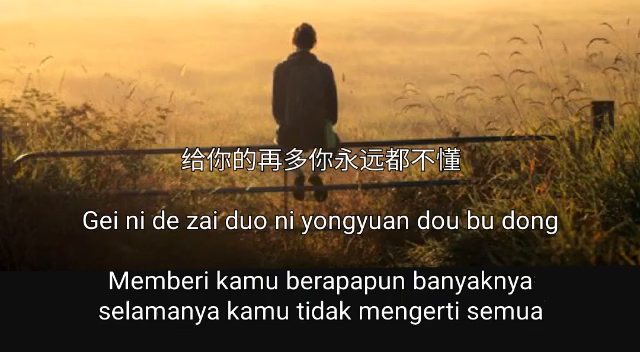 给你的再多你永远都不懂
Gei ni de zai duo ni yongyuan dou bu dong
Memberi kamu berapapun banyaknya
selamanya kamu tidak mengerti semua